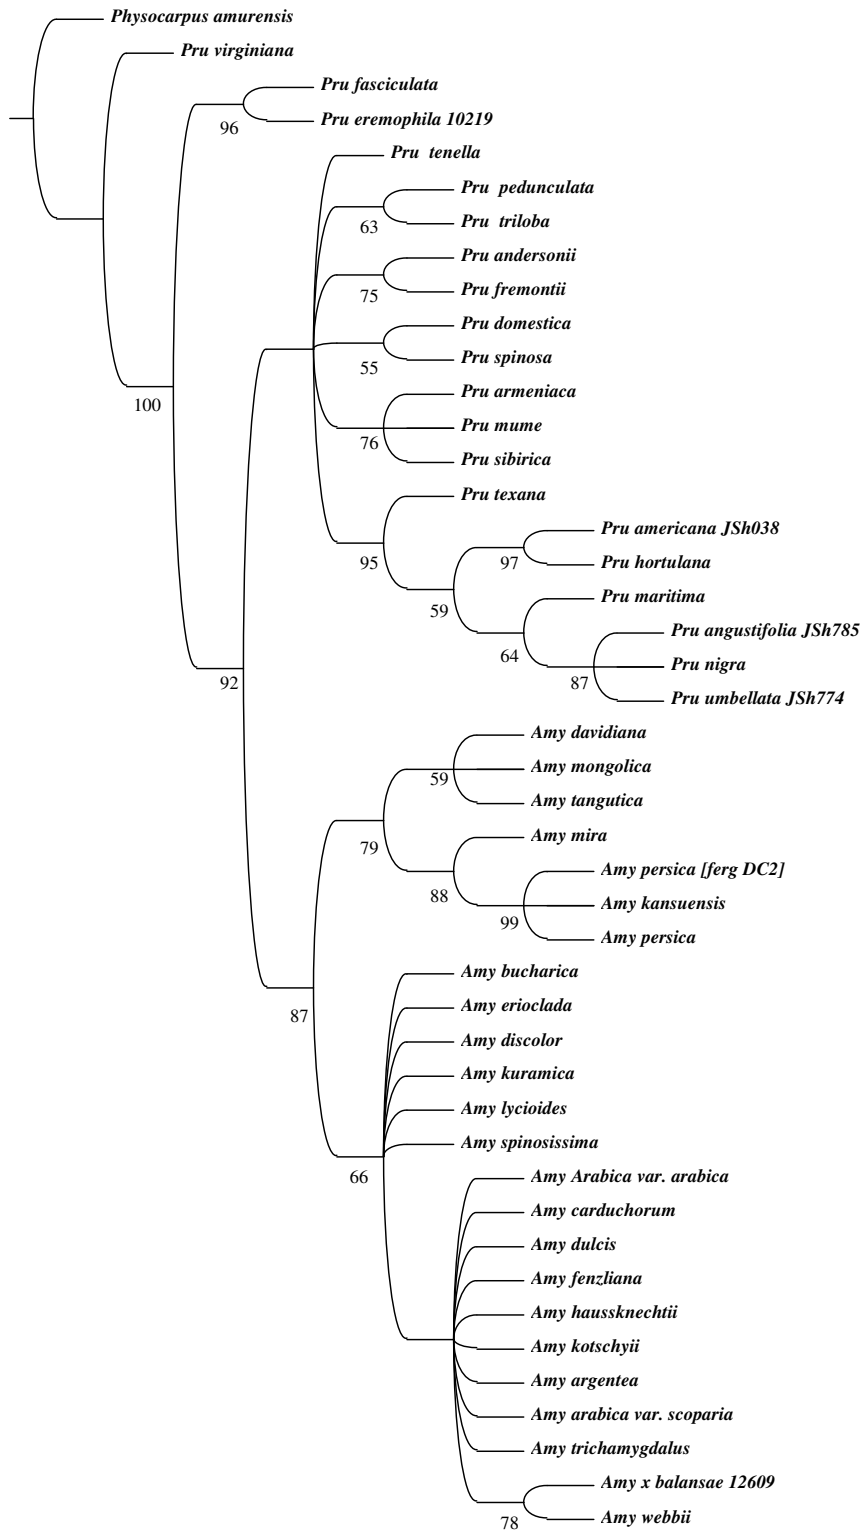 Physocarpus amurensis
Pru virginiana
Pru fasciculata
96
Pru eremophila 10219
Pru tenella
Pru pedunculata
63
Pru triloba
Pru andersonii
75
Pru fremontii
Pru domestica
55
Pru spinosa
Pru armeniaca
100
Pru mume
76
Pru sibirica
Pru texana
Pru americana JSh038
95
97
Pru hortulana
Pru maritima
59
Pru angustifolia JSh785
64
Pru nigra
87
92
Pru umbellata JSh774
Amy davidiana
Amy mongolica
59
Amy tangutica
Amy mira
79
Amy persica [ferg DC2]
88
Amy kansuensis
99
Amy persica
Amy bucharica
Amy erioclada
87
Amy discolor
Amy kuramica
Amy lycioides
Amy spinosissima
66
Amy Arabica var. arabica
Amy carduchorum
Amy dulcis
Amy fenzliana
Amy haussknechtii
Amy kotschyii
Amy argentea
Amy arabica var. scoparia
Amy trichamygdalus
Amy x balansae 12609
78
Amy webbii